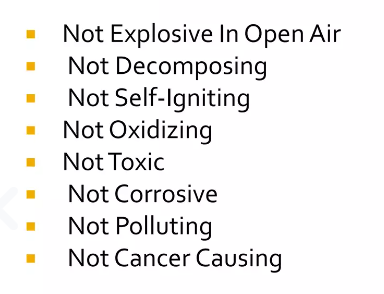 Not Explosive In Open Air
Not Decomposing
Not Self-Igniting
Not Oxidizing
Not Toxic
Not Corrosive
Not Polluting
Not Cancer Causing